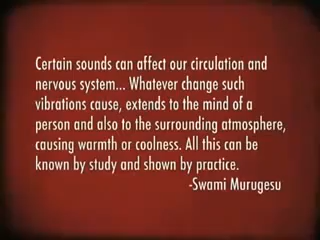 Certain sounds can affect our circulation and
nervous system... Whatever change such
vibrations cause, extends to the mind of a
person and also to the surrounding atmosphere,
causing warmth or coolness. All this can be
known by study and shown by practice.
-Swami Murugesu